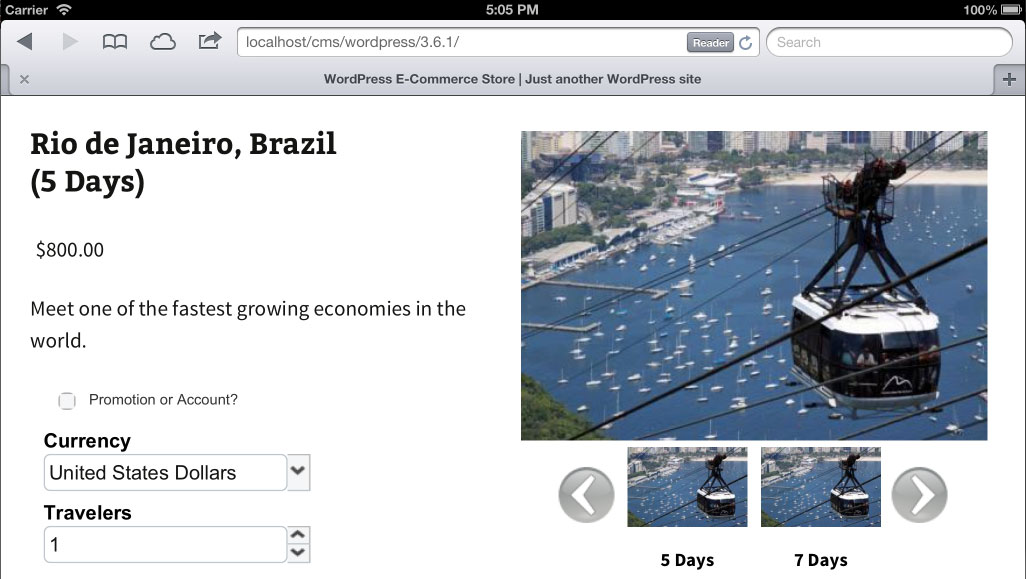 Carrier 5:05 PM 100%
localhost/cms/wordpress/3.6.1/ Reader Search
WordPress E-Commerce Store | Just another WordPress site
Rio de Janeiro, Brazil
(5 Days)
$800.00
Meet one of the fastest growing economies in the
world.
Promotion or Account?
Currency
United States Dollars
Travelers
1
5 Days 7 Days